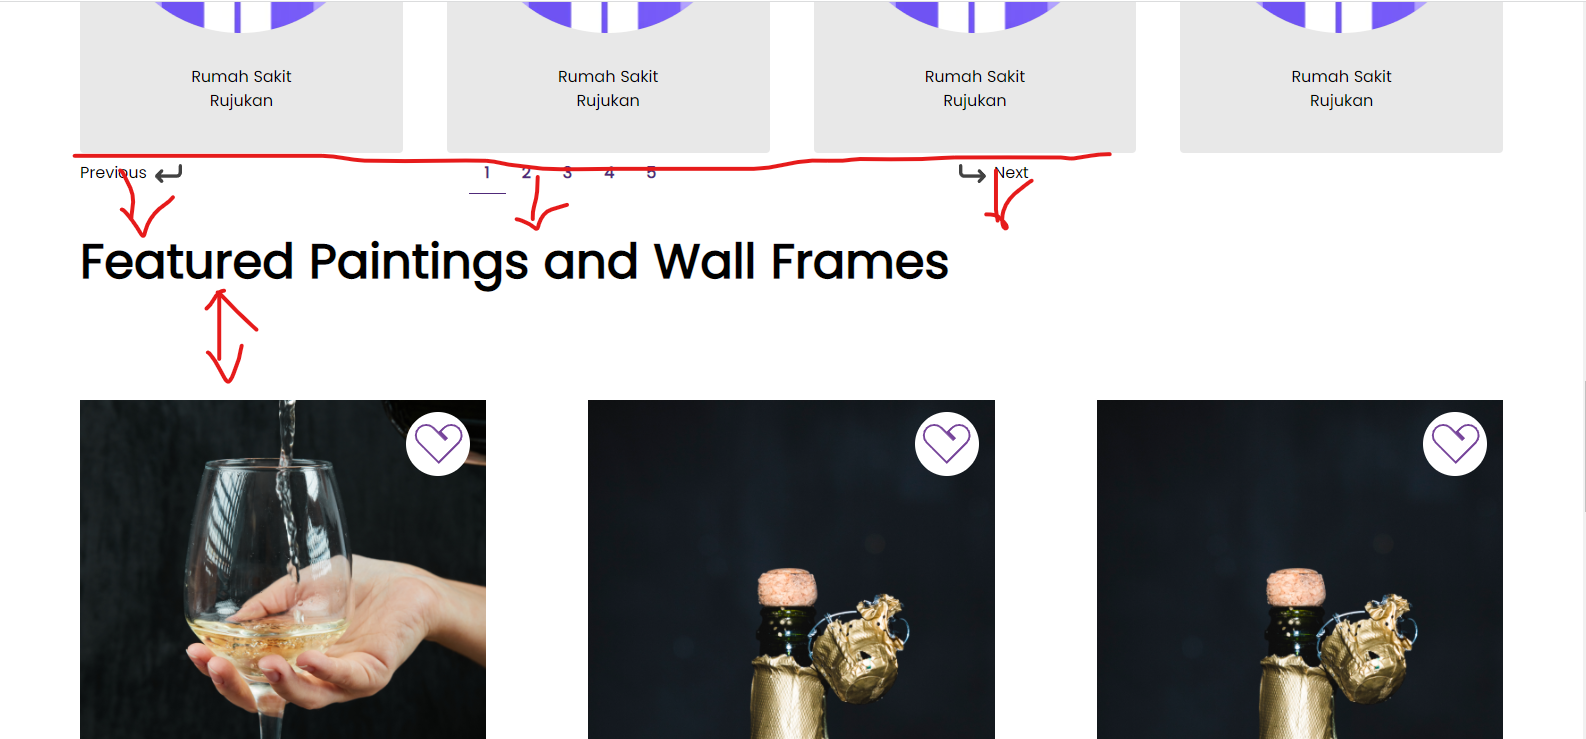 Rumah Sakit
Rujukan
Rumah Sakit
Rujukan
Rumah Sakit
Rujukan
Rumah Sakit
Rujukan
Previous 1 2 3 4 5 Next
Featured Paintings and Wall Frames